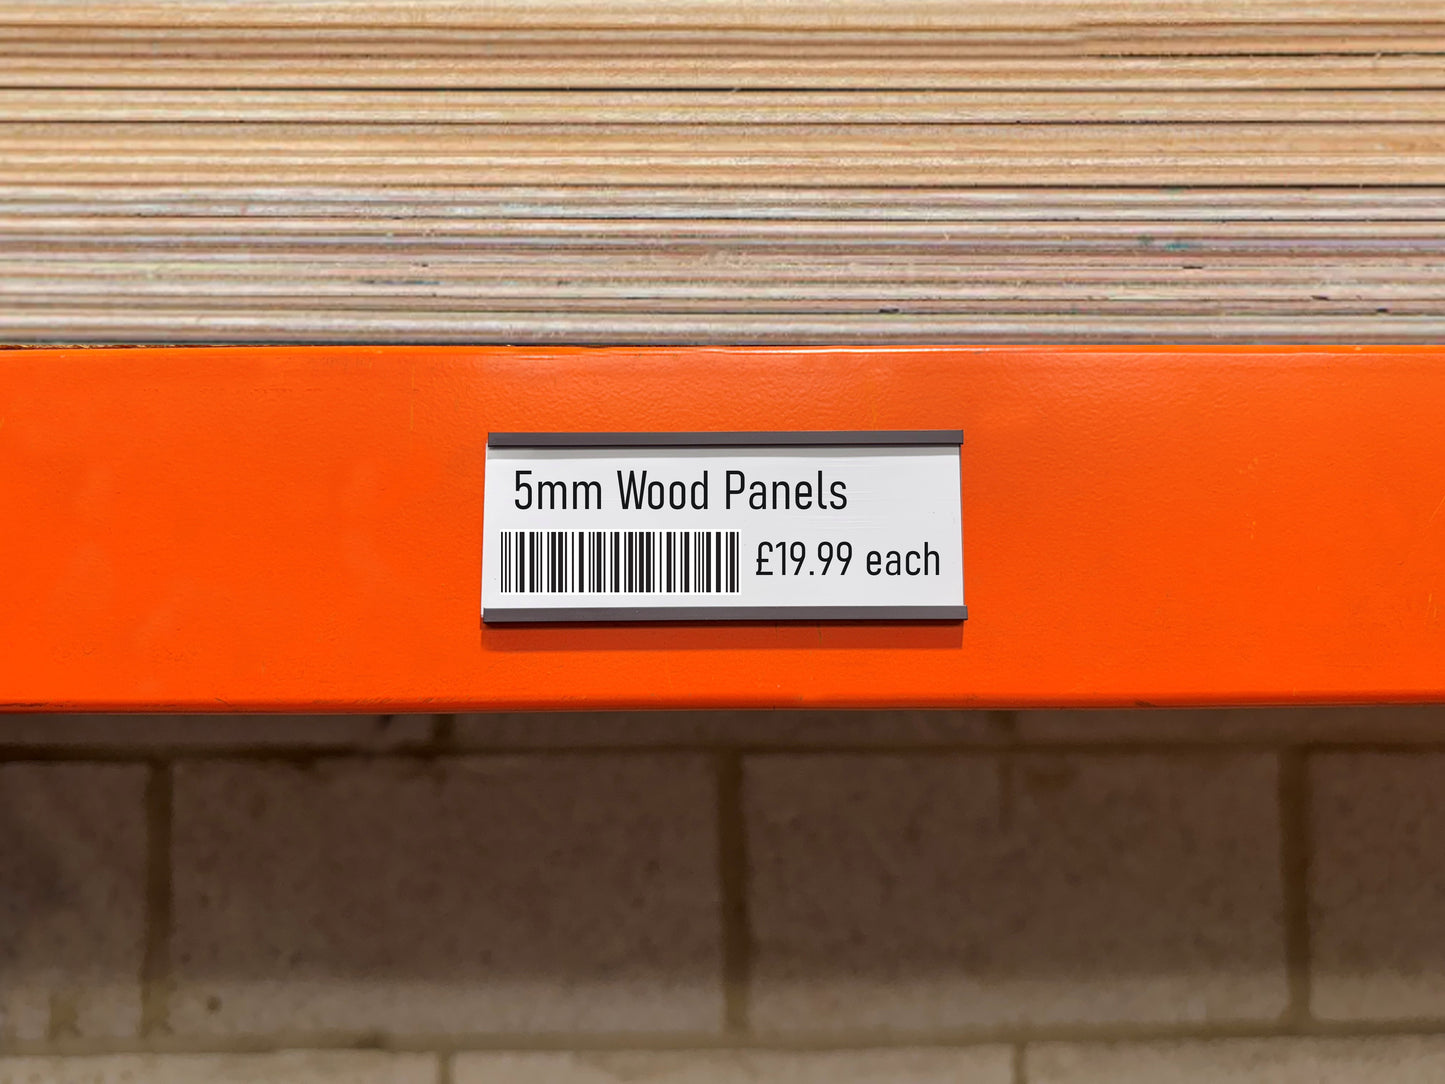 5mm Wood Panels
£19.99 each